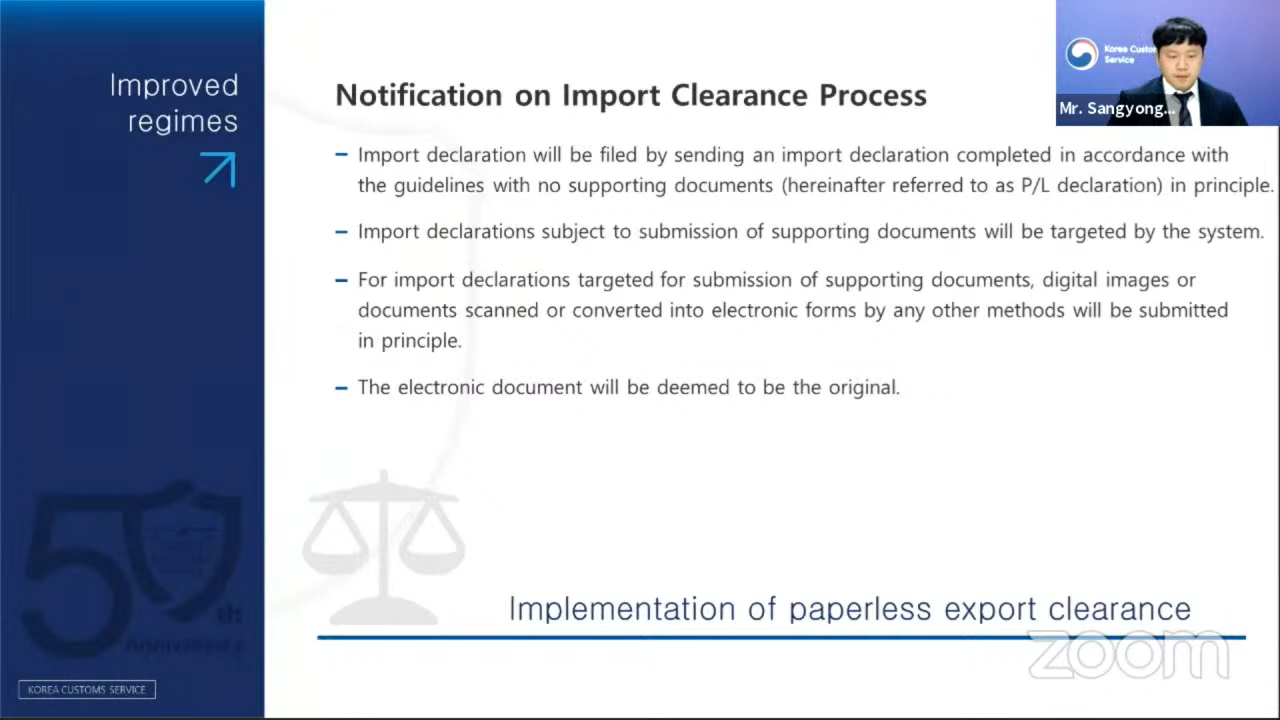 Improved
regimes
Notification on Import Clearance Process
– Import declaration will be filed by sending an import declaration completed in accordance with
the guidelines with no supporting documents (hereinafter referred to as P/L declaration) in principle.
– Import declarations subject to submission of supporting documents will be targeted by the system.
– For import declarations targeted for submission of supporting documents, digital images or
documents scanned or converted into electronic forms by any other methods will be submitted
in principle.
– The electronic document will be deemed to be the original.
Implementation of paperless export clearance
zoom
50th
Anniversary
KOREA CUSTOMS SERVICE
Korea Custo
Service
Mr. Sangyong...